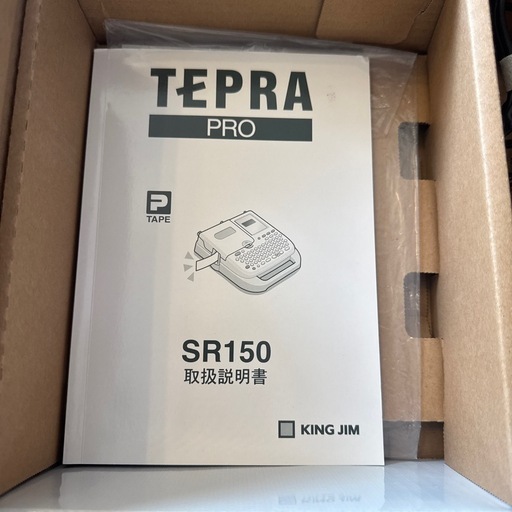 TEPRA
PRO
P
TAPE
SR150
取扱説明書
KING JIM